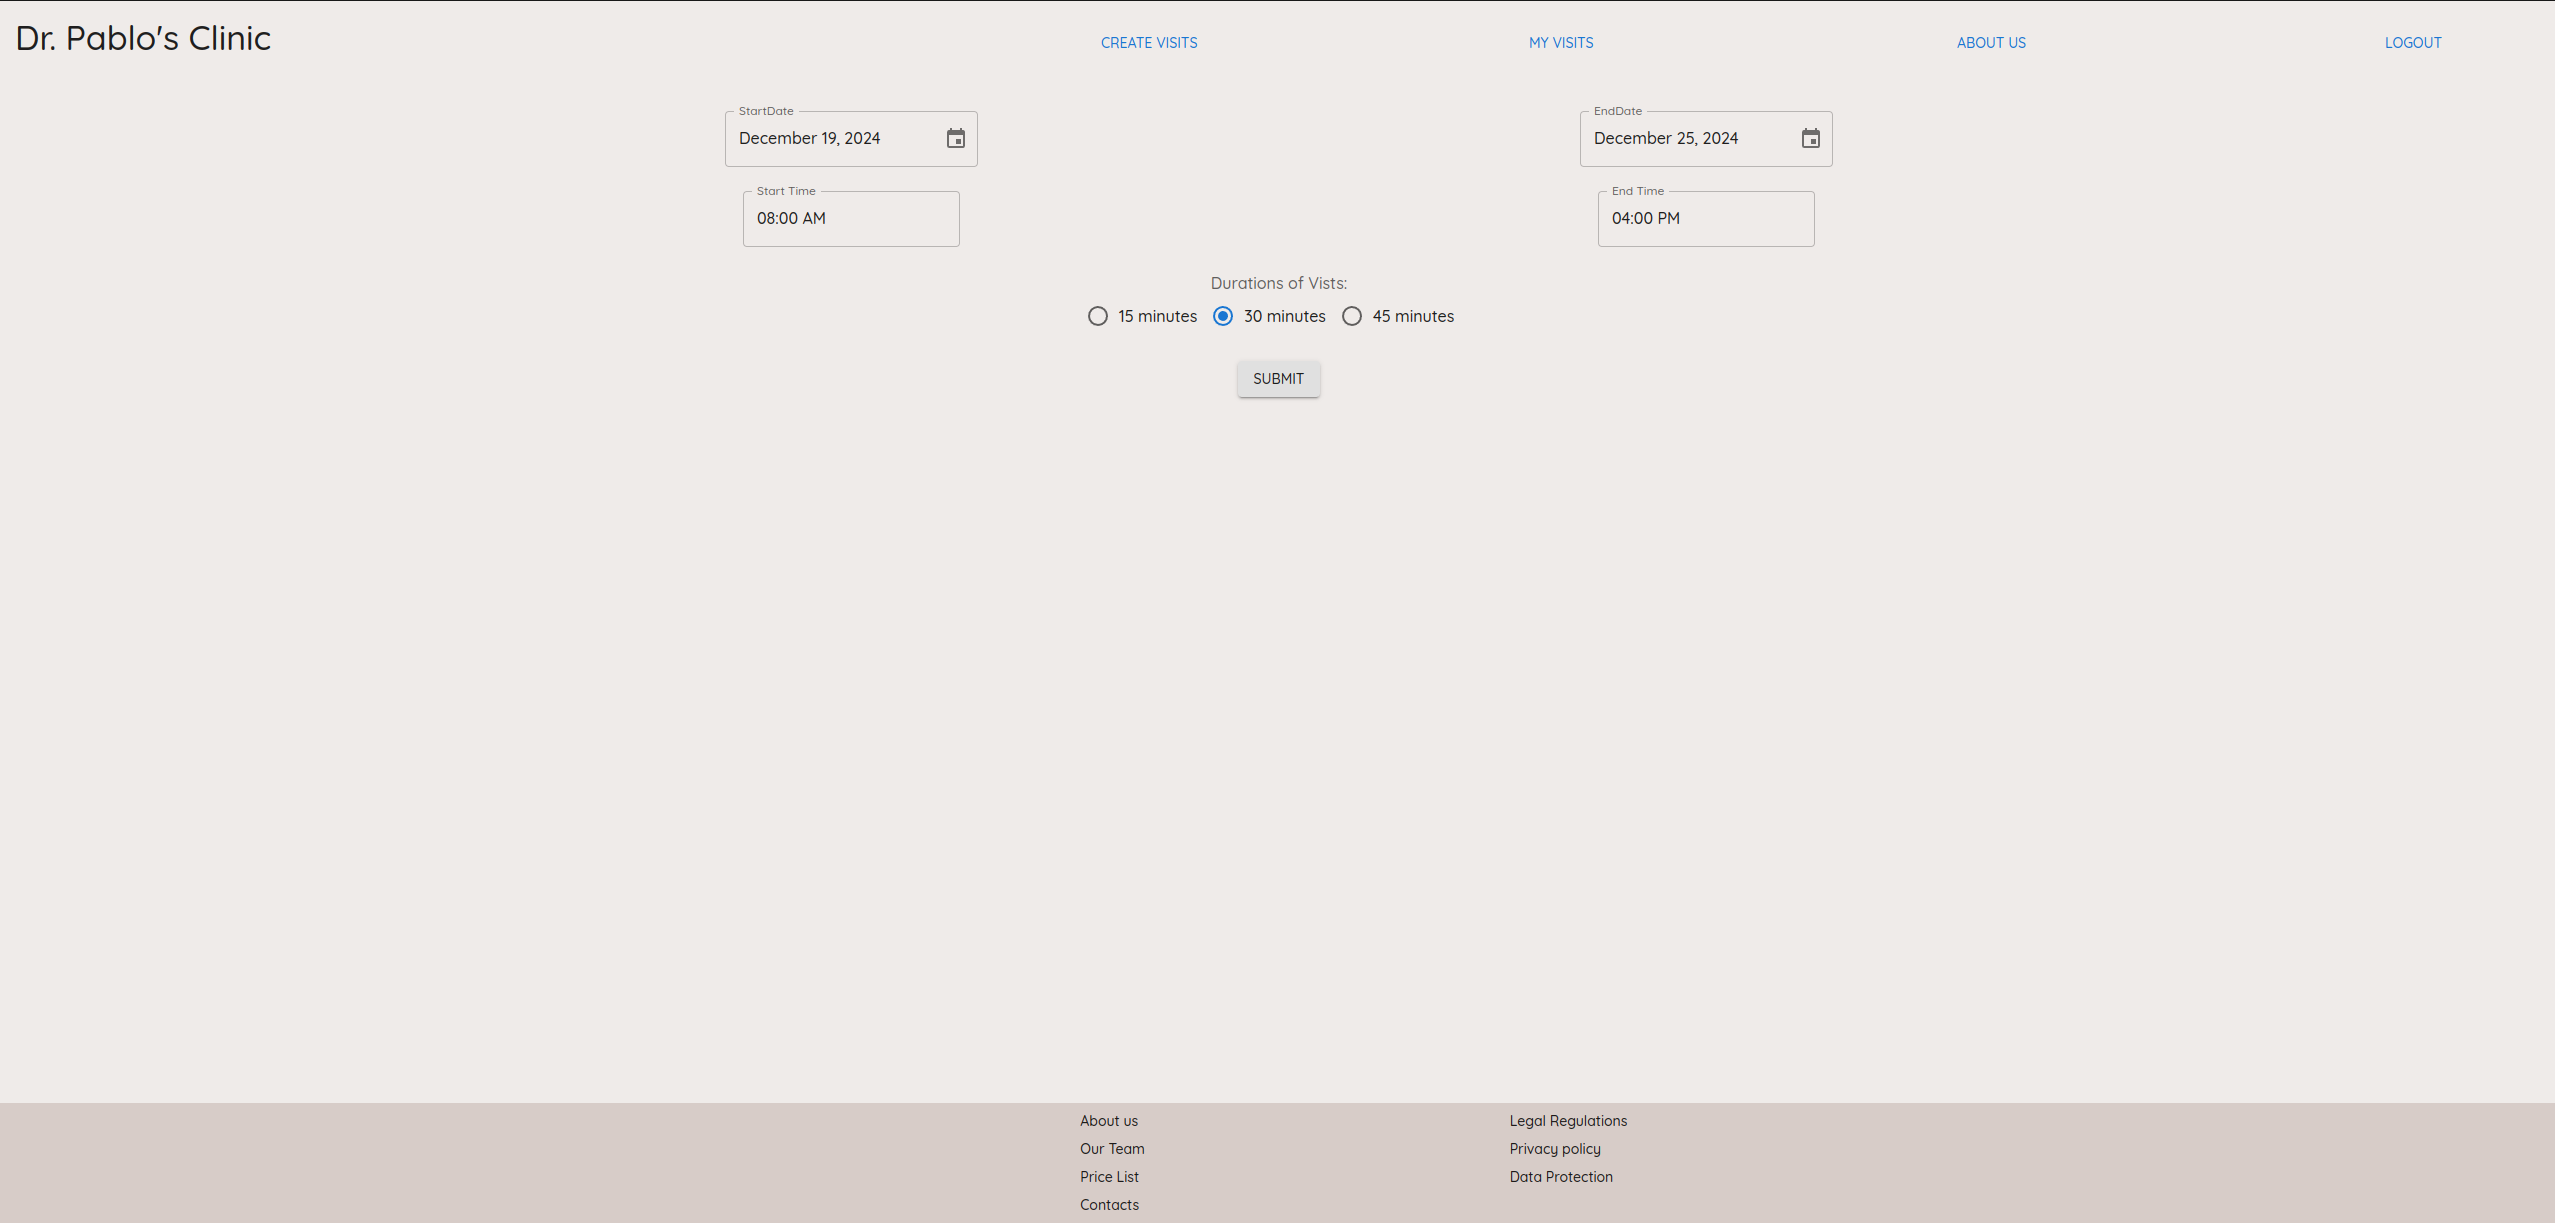 Dr. Pablo's Clinic
CREATE VISITS
MY VISITS
ABOUT US
LOGOUT
StartDate
December 19, 2024
EndDate
December 25, 2024
Start Time
08:00 AM
End Time
04:00 PM
Durations of Vists:
15 minutes
30 minutes
45 minutes
SUBMIT
About us
Our Team
Price List
Contacts
Legal Regulations
Privacy policy
Data Protection